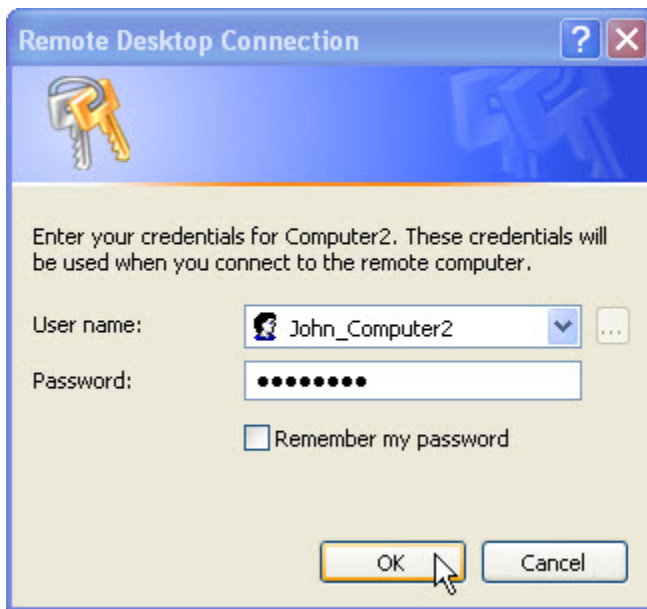 Remote Desktop Connection
Enter your credentials for Computer2. These credentials will
be used when you connect to the remote computer.
User name: John_Computer2 ...
Password: ●●●●●●●●
Remember my password
OK Cancel